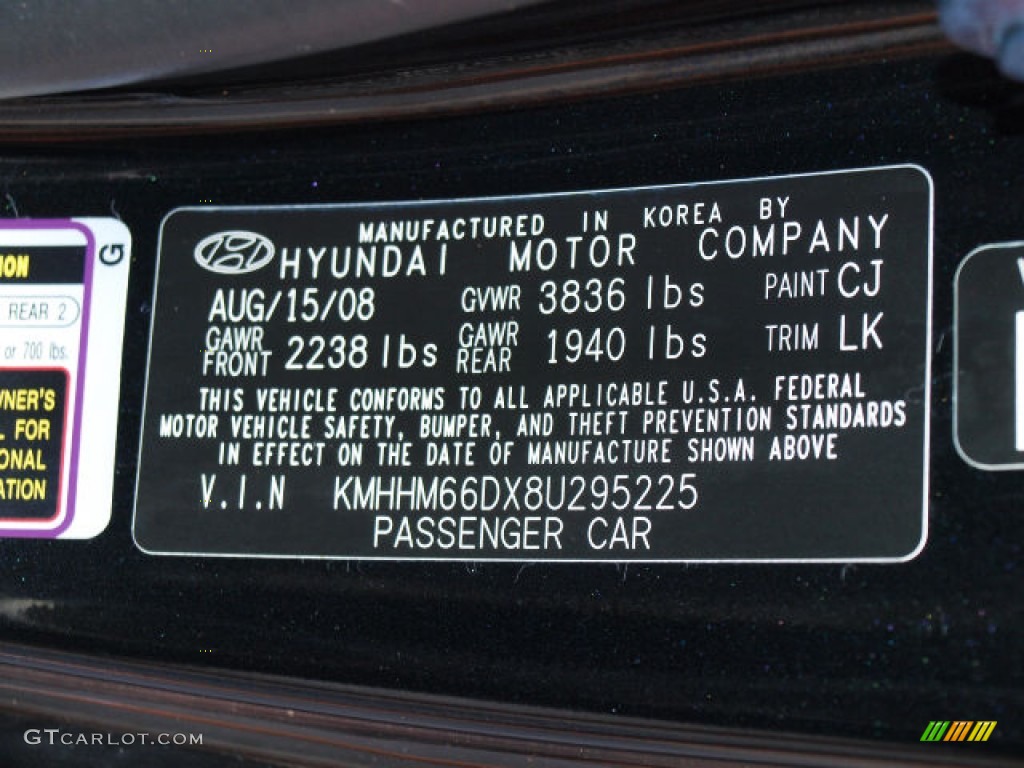 MANUFACTURED IN KOREA BY
HYUNDAI MOTOR COMPANY
AUG/15/08 GVWR 3836 lbs PAINT CJ
GAWR FRONT 2238 lbs GAWR REAR 1940 lbs TRIM LK
THIS VEHICLE CONFORMS TO ALL APPLICABLE U.S.A. FEDERAL
MOTOR VEHICLE SAFETY, BUMPER, AND THEFT PREVENTION STANDARDS
IN EFFECT ON THE DATE OF MANUFACTURE SHOWN ABOVE
V.I.N KMHHM66DX8U295225
PASSENGER CAR
G
REAR 2
or 700 lbs.
FOR
GTCARLOT.COM